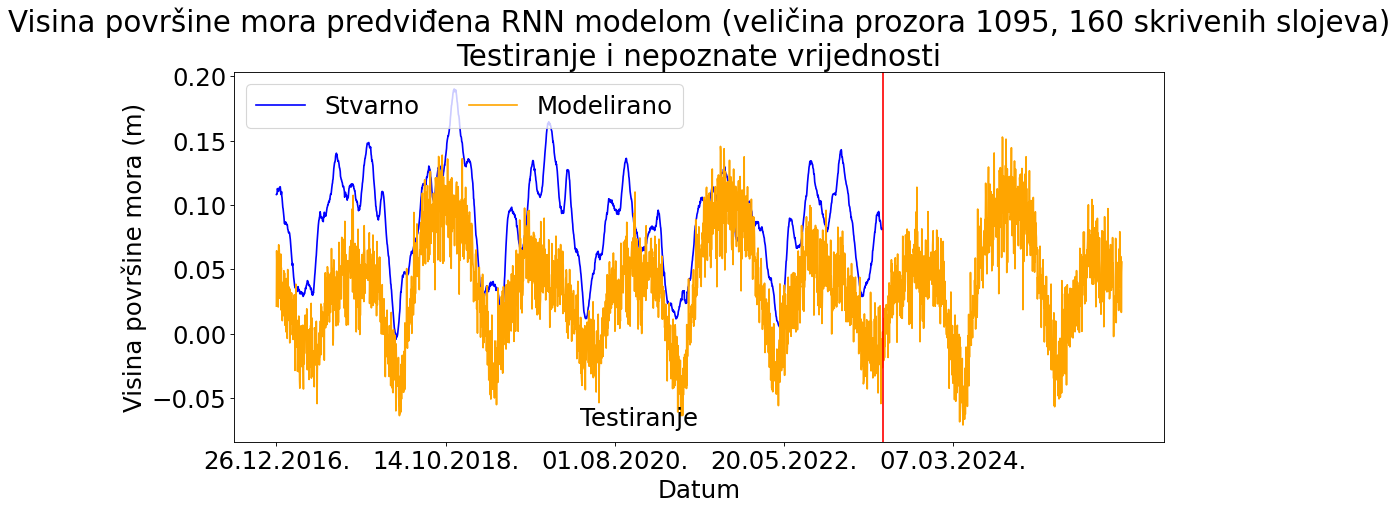 Visina površine mora predviđena RNN modelom (veličina prozora 1095, 160 skrivenih slojeva)
Testiranje i nepoznate vrijednosti
Stvarno
Modelirano
Visina površine mora (m)
0.20
0.15
0.10
0.05
0.00
−0.05
Testiranje
26.12.2016.
14.10.2018.
01.08.2020.
20.05.2022.
07.03.2024.
Datum